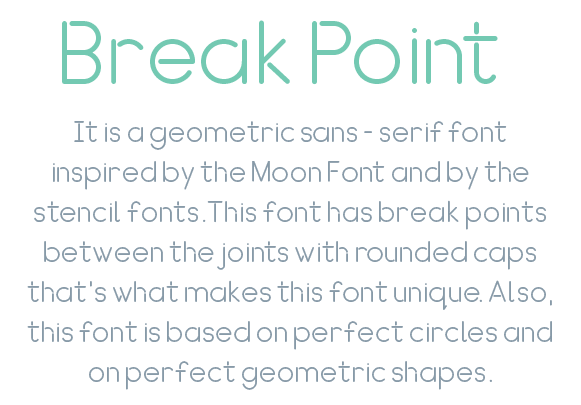 Break Point
It is a geometric sans - serif font
inspired by the Moon Font and by the
stencil fonts.This font has break points
between the joints with rounded caps
that's what makes this font unique. Also,
this font is based on perfect circles and
on perfect geometric shapes.